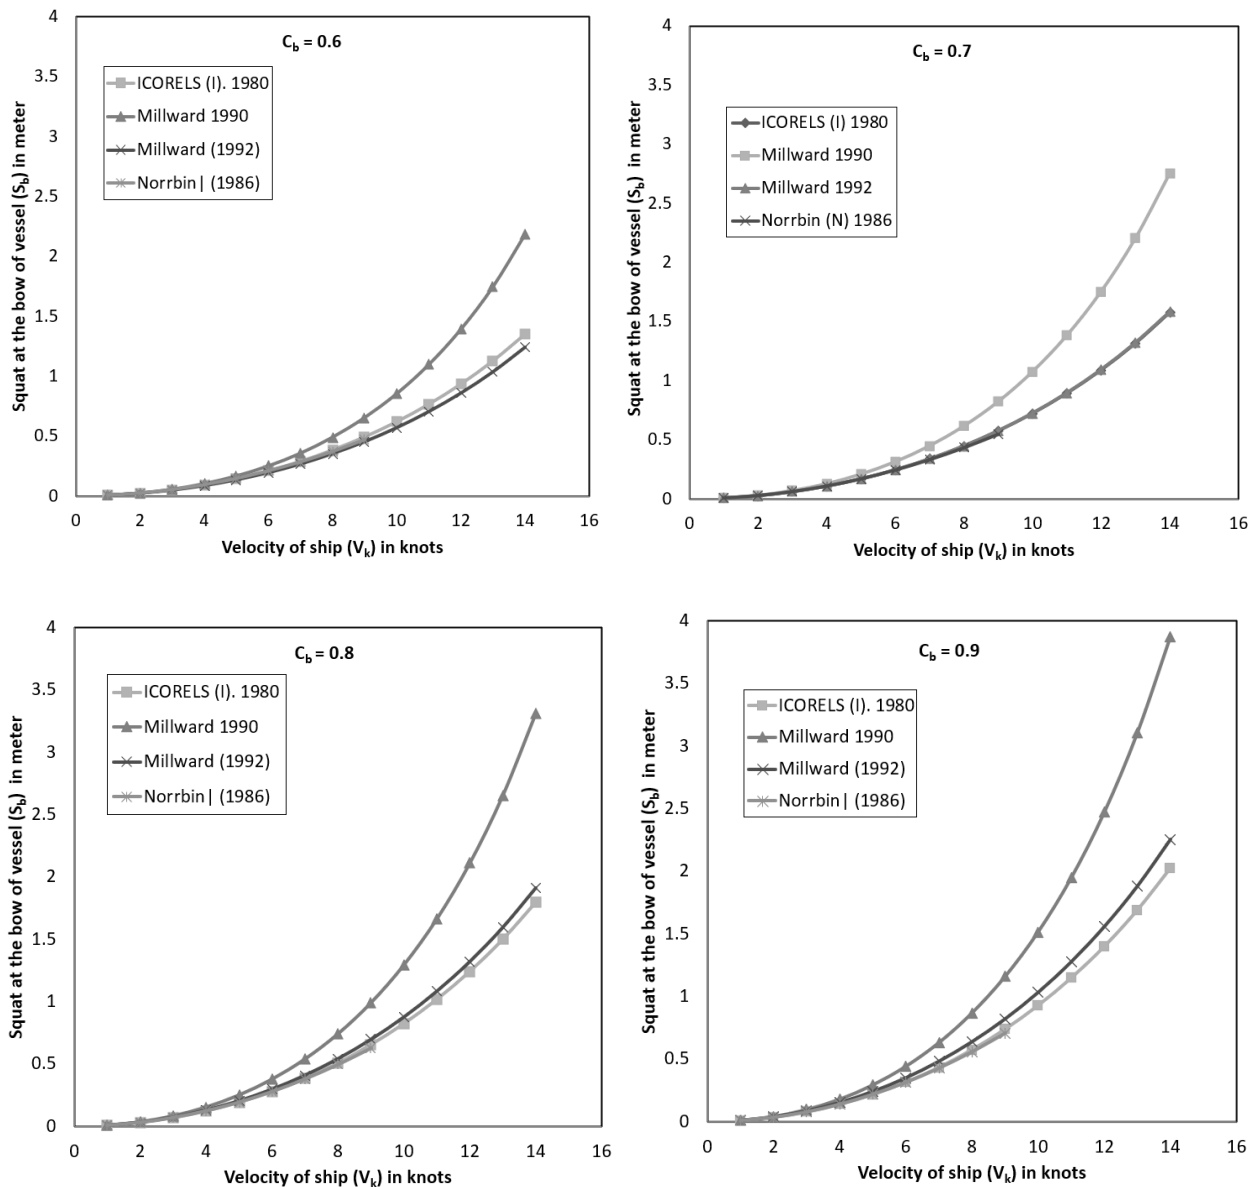 C_b = 0.6
ICORELS (I). 1980
Millward 1990
Millward (1992)
Norrbin| (1986)
Squat at the bow of vessel (S_b) in meter
4
3.5
3
2.5
2
1.5
1
0.5
0
0 2 4 6 8 10 12 14 16
Velocity of ship (V_k) in knots
C_b = 0.7
ICORELS (I) 1980
Millward 1990
Millward 1992
Norrbin (N) 1986
Squat at the bow of vessel (S_b) in meter
4
3.5
3
2.5
2
1.5
1
0.5
0
0 2 4 6 8 10 12 14 16
Velocity of ship (V_k) in knots
C_b = 0.8
ICORELS (I). 1980
Millward 1990
Millward (1992)
Norrbin| (1986)
Squat at the bow of vessel (S_b) in meter
4
3.5
3
2.5
2
1.5
1
0.5
0
0 2 4 6 8 10 12 14 16
Velocity of ship (V_k) in knots
C_b = 0.9
ICORELS (I). 1980
Millward 1990
Millward (1992)
Norrbin| (1986)
Squat at the bow of vessel (S_b) in meter
4
3.5
3
2.5
2
1.5
1
0.5
0
0 2 4 6 8 10 12 14 16
Velocity of ship (V_k) in knots